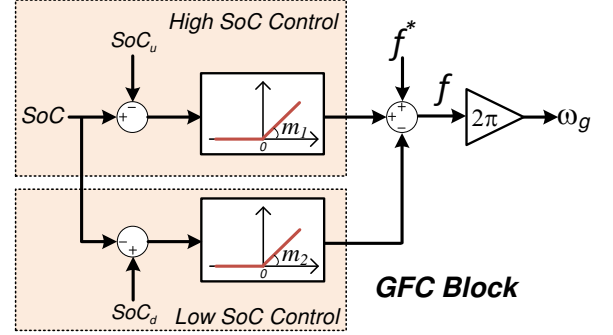 High SoC Control
SoC_u
f*
SoC
+
−
m_1
0
+
+
−
f
2π
ω_g
−
+
m_2
0
SoC_d
Low SoC Control
GFC Block